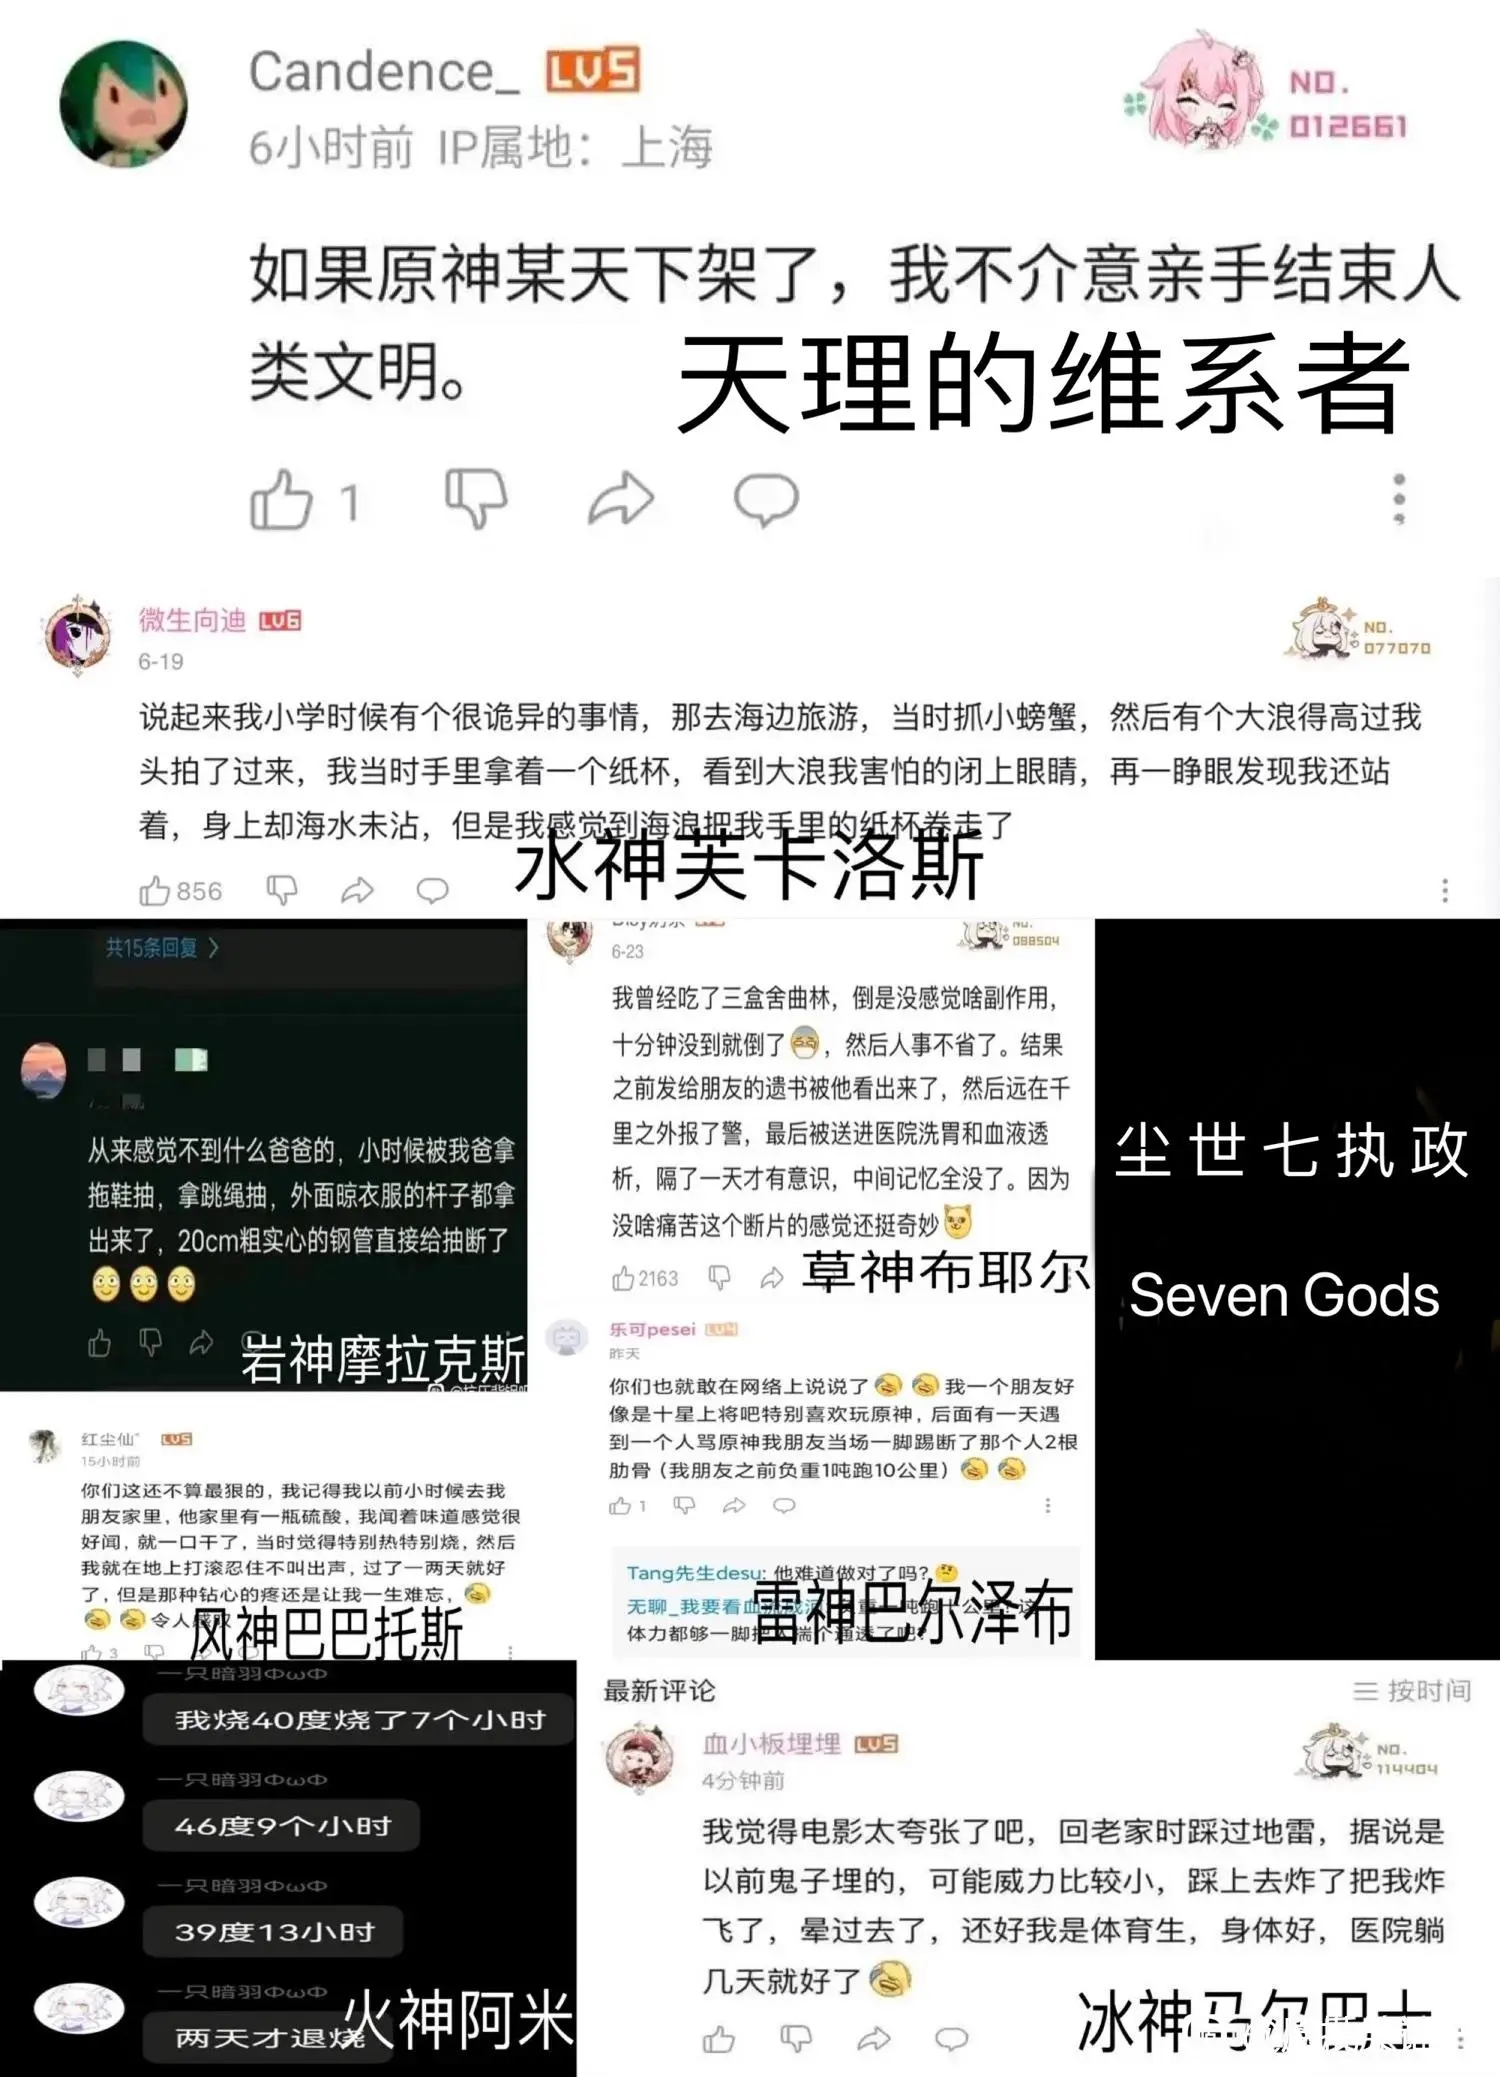 Candence_ LV5
NO.
012661
6小时前 IP属地：上海
如果原神某天下架了，我不介意亲手结束人
类文明。
天理的维系者
1
微生向迪 LV6
NO.
077070
6-19
说起来我小学时候有个很诡异的事情，那去海边旅游，当时抓小螃蟹，然后有个大浪得高过我
头拍了过来，我当时手里拿着一个纸杯，看到大浪我害怕的闭上眼睛，再一睁眼发现我还站
着，身上却海水未沾，但是我感觉到海浪把我手里的纸杯卷走了
水神芙卡洛斯
856
共15条回复 >
从来感觉不到什么爸爸的，小时候被我爸拿
拖鞋抽，拿跳绳抽，外面晾衣服的杆子都拿
出来了，20cm粗实心的钢管直接给抽断了
岩神摩拉克斯
NO.
088504
6-23
我曾经吃了三盒舍曲林，倒是没感觉啥副作用，
十分钟没到就倒了，然后人事不省了。结果
之前发给朋友的遗书被他看出来了，然后远在千
里之外报了警，最后被送进医院洗胃和血液透
析，隔了一天才有意识，中间记忆全没了。因为
没啥痛苦这个断片的感觉还挺奇妙
2163
草神布耶尔
尘世七执政
Seven Gods
乐可pesei LV4
昨天
你们也就敢在网络上说说了 我一个朋友好
像是十星上将吧特别喜欢玩原神，后面有一天遇
到一个人骂原神我朋友当场一脚踢断了那个人2根
肋骨（我朋友之前负重1吨跑10公里）
1
Tang先生desu: 他难道做对了吗?
无聊_我要看血流成河: 负重一吨跑十公里？这
体力都够一脚把人踹个通透了吧?
雷神巴尔泽布
红尘仙 LV5
15小时前
你们这还不算最狠的，我记得我以前小时候去我
朋友家里，他家里有一瓶硫酸，我闻着味道感觉很
好闻，就一口干了，当时觉得特别热特别烧，然后
我就在地上打滚忍住不叫出声，过了一两天就好
了，但是那种钻心的疼还是让我一生难忘，
令人感叹
3
风神巴巴托斯
一只暗羽ΦωΦ
我烧40度烧了7个小时
一只暗羽ΦωΦ
46度9个小时
一只暗羽ΦωΦ
39度13小时
一只暗羽ΦωΦ
两天才退烧
火神阿米
最新评论
按时间
血小板埋埋 LV5
NO.
114404
4分钟前
我觉得电影太夸张了吧，回老家时踩过地雷，据说是
以前鬼子埋的，可能威力比较小，踩上去炸了把我炸
飞了，晕过去了，还好我是体育生，身体好，医院躺
几天就好了
冰神马尔巴士